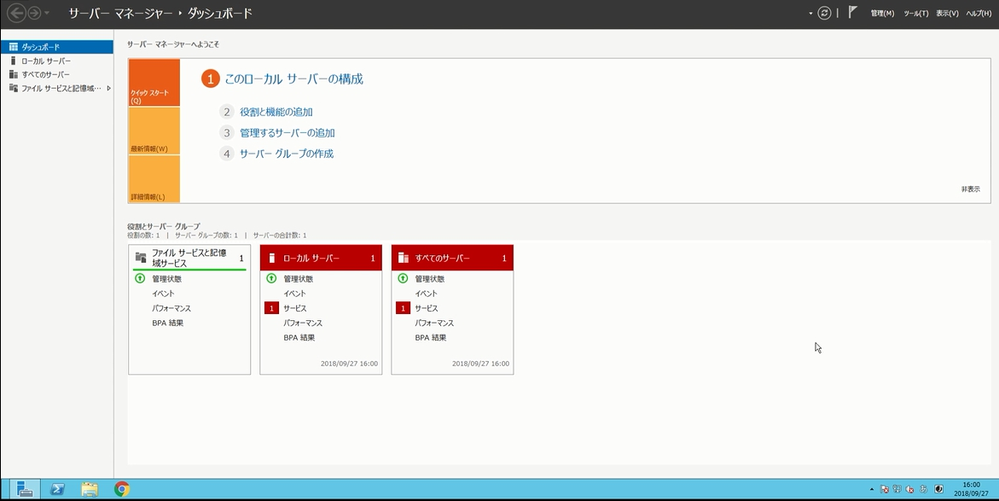 サーバー マネージャー ・ ダッシュボード
管理(M) ツール(T) 表示(V) ヘルプ(H)
ダッシュボード
ローカル サーバー
すべてのサーバー
ファイル サービスと記憶域…
サーバー マネージャーへようこそ
クイック スタート
(Q)
最新情報(W)
詳細情報(L)
1 このローカル サーバーの構成
2 役割と機能の追加
3 管理するサーバーの追加
4 サーバー グループの作成
非表示
役割とサーバー グループ
役割の数: 1 | サーバー グループの数: 1 | サーバーの合計数: 1
ファイル サービスと記憶
域サービス 1
管理状態
イベント
パフォーマンス
BPA 結果
ローカル サーバー 1
管理状態
イベント
1 サービス
パフォーマンス
BPA 結果
2018/09/27 16:00
すべてのサーバー 1
管理状態
イベント
1 サービス
パフォーマンス
BPA 結果
2018/09/27 16:00
あ
16:00
2018/09/27